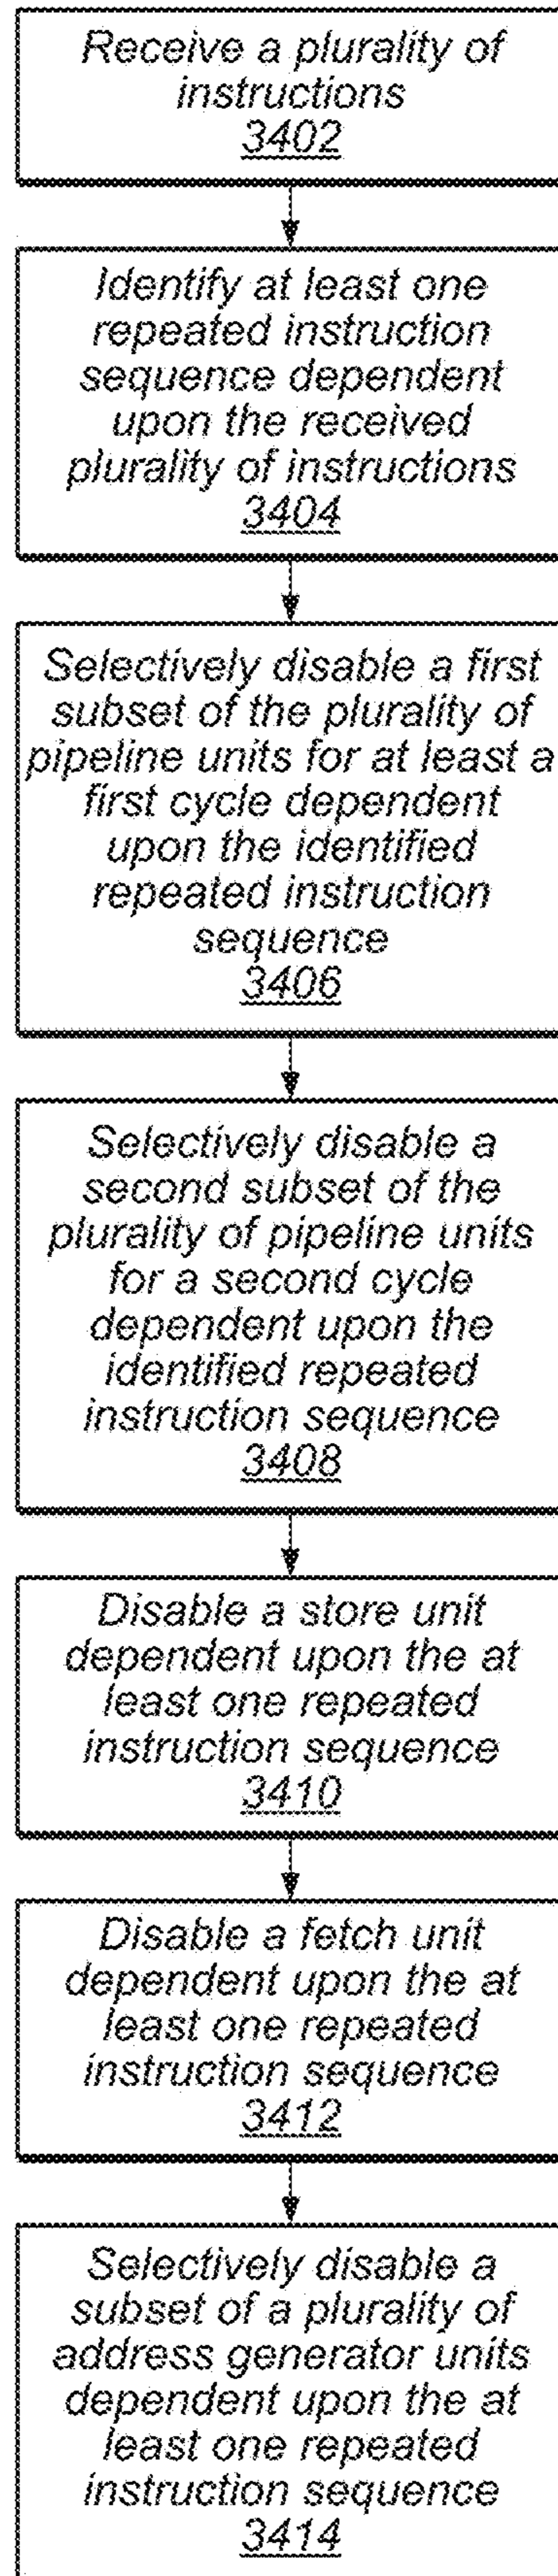 Receive a plurality of
instructions
3402
Identify at least one
repeated instruction
sequence dependent
upon the received
plurality of instructions
3404
Selectively disable a first
subset of the plurality of
pipeline units for at least a
first cycle dependent
upon the identified
repeated instruction
sequence
3406
Selectively disable a
second subset of the
plurality of pipeline units
for a second cycle
dependent upon the
identified repeated
instruction sequence
3408
Disable a store unit
dependent upon the at
least one repeated
instruction sequence
3410
Disable a fetch unit
dependent upon the at
least one repeated
instruction sequence
3412
Selectively disable a
subset of a plurality of
address generator units
dependent upon the at
least one repeated
instruction sequence
3414